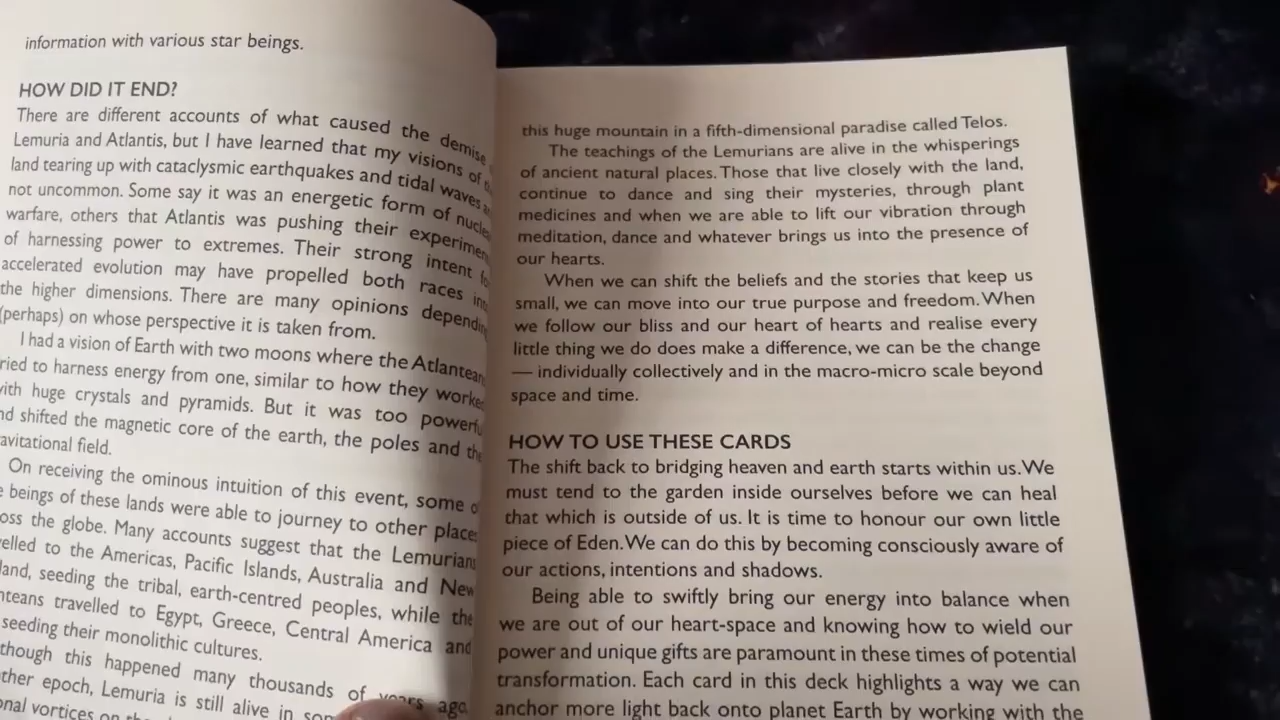 information with various star beings.
HOW DID IT END?
There are different accounts of what caused the demise
Lemuria and Atlantis, but I have learned that my visions of
land tearing up with cataclysmic earthquakes and tidal waves
not uncommon. Some say it was an energetic form of
warfare, others that Atlantis was pushing their
of harnessing power to extremes. Their strong intent
accelerated evolution may have propelled both races
the higher dimensions. There are many opinions
(perhaps) on whose perspective it is taken from.
I had a vision of Earth with two moons where the
to harness energy from one, similar to how they
huge crystals and pyramids. But it was too
shifted the magnetic core of the earth, the poles and
field.
On receiving the ominous intuition of this event, some
beings of these lands were able to journey to other
the globe. Many accounts suggest that the Lemurians
to the Americas, Pacific Islands, Australia and New
seeding the tribal, earth-centred peoples, while the
travelled to Egypt, Greece, Central America and
seeding their monolithic cultures.
though this happened many thousands of years ago
epoch, Lemuria is still alive in
vortices on
this huge mountain in a fifth-dimensional paradise called Telos.
The teachings of the Lemurians are alive in the whisperings
of ancient natural places. Those that live closely with the land,
continue to dance and sing their mysteries, through plant
medicines and when we are able to lift our vibration through
meditation, dance and whatever brings us into the presence of
our hearts.
When we can shift the beliefs and the stories that keep us
small, we can move into our true purpose and freedom. When
we follow our bliss and our heart of hearts and realise every
little thing we do does make a difference, we can be the change
— individually collectively and in the macro-micro scale beyond
space and time.
HOW TO USE THESE CARDS
The shift back to bridging heaven and earth starts within us. We
must tend to the garden inside ourselves before we can heal
that which is outside of us. It is time to honour our own little
piece of Eden. We can do this by becoming consciously aware of
our actions, intentions and shadows.
Being able to swiftly bring our energy into balance when
we are out of our heart-space and knowing how to wield our
power and unique gifts are paramount in these times of potential
transformation. Each card in this deck highlights a way we can
anchor more light back onto planet Earth by working with the